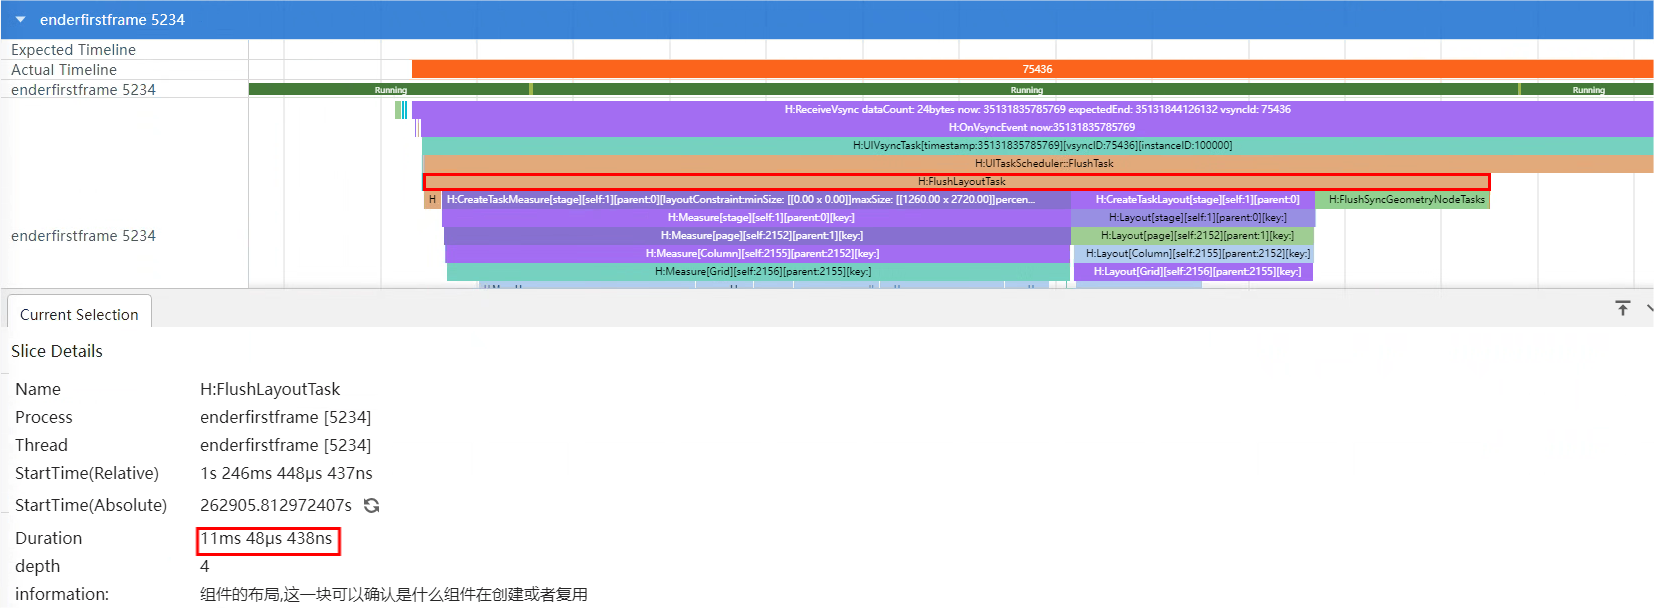 enderfirstframe 5234
Expected Timeline
Actual Timeline 75436
enderfirstframe 5234 Running Running Running
H:ReceiveVsync dataCount: 24bytes now: 35131835785769 expectedEnd: 35131844126132 vsyncId: 75436
H:OnVsyncEvent now:35131835785769
H:UIVsyncTask[timestamp:35131835785769][vsyncID:75436][instanceID:100000]
H:UITaskScheduler::FlushTask
H:FlushLayoutTask
H H:CreateTaskMeasure[stage][self:1][parent:0][layoutConstraint:minSize: [[0.00 x 0.00]]maxSize: [[1260.00 x 2720.00]]percen... H:CreateTaskLayout[stage][self:1][parent:0] H:FlushSyncGeometryNodeTasks
H:Measure[stage][self:1][parent:0][key:] H:Layout[stage][self:1][parent:0][key:]
enderfirstframe 5234 H:Measure[page][self:2152][parent:1][key:] H:Layout[page][self:2152][parent:1][key:]
H:Measure[Column][self:2155][parent:2152][key:] H:Layout[Column][self:2155][parent:2152][key:]
H:Measure[Grid][self:2156][parent:2155][key:] H:Layout[Grid][self:2156][parent:2155][key:]
Current Selection
Slice Details
Name H:FlushLayoutTask
Process enderfirstframe [5234]
Thread enderfirstframe [5234]
StartTime(Relative) 1s 246ms 448μs 437ns
StartTime(Absolute) 262905.812972407s
Duration 11ms 48μs 438ns
depth 4
information: 组件的布局,这一块可以确认是什么组件在创建或者复用